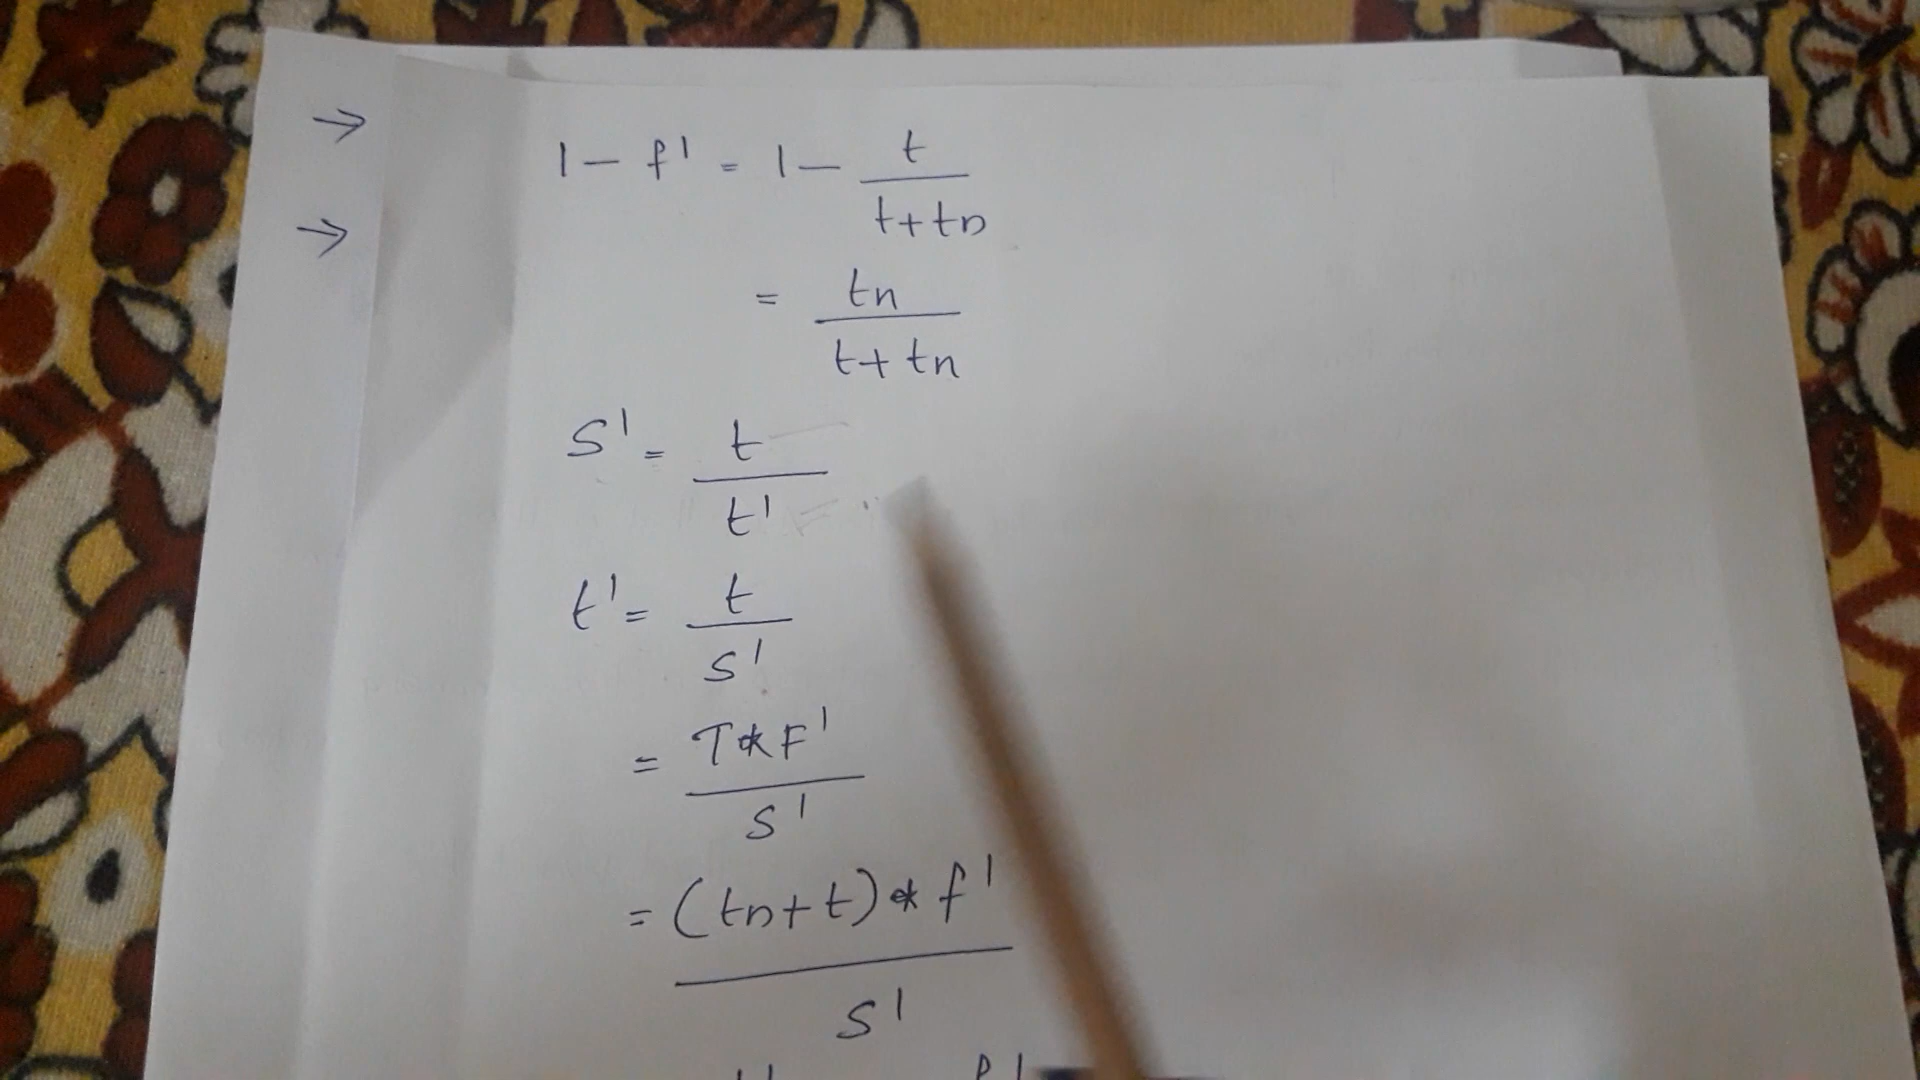 →
1 - f' = 1 - t / t+tn
→
= tn / t+tn
S' = t / t'
t' = t / s'
= T*F' / s'
= (tn+t)*f' / s'